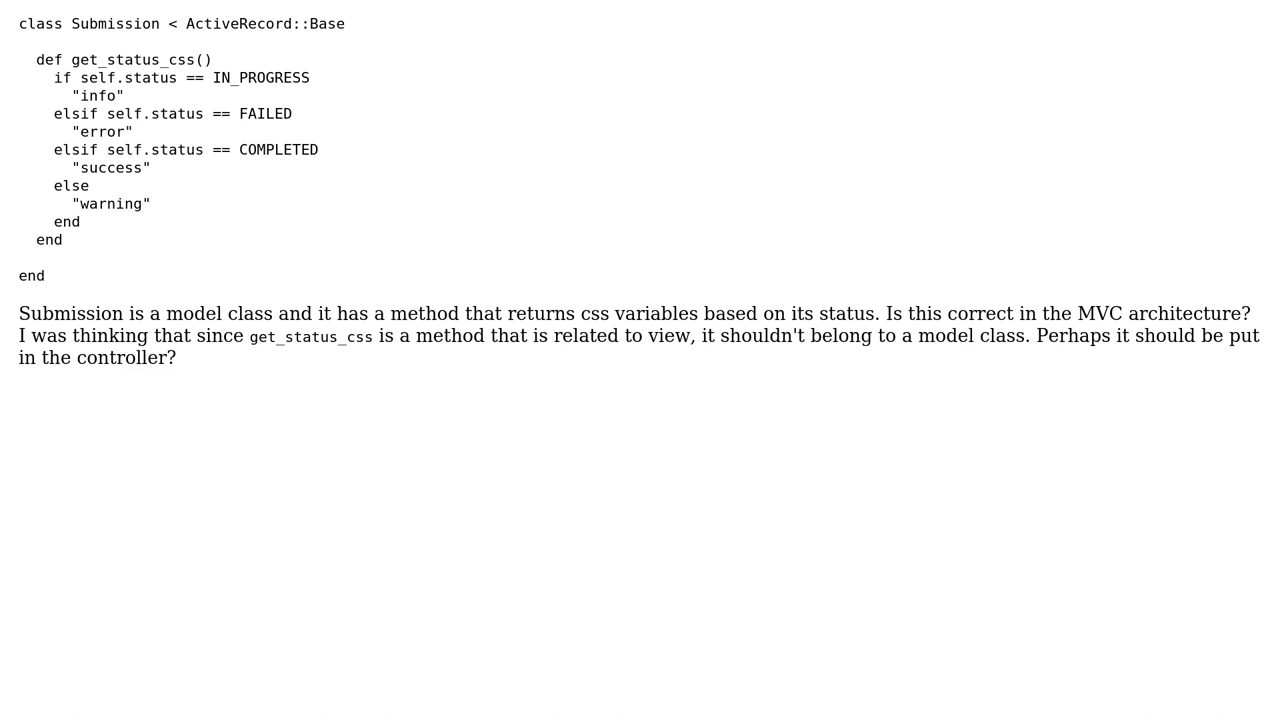 class Submission < ActiveRecord::Base
  def get_status_css()
    if self.status == IN_PROGRESS
      "info"
    elsif self.status == FAILED
      "error"
    elsif self.status == COMPLETED
      "success"
    else
      "warning"
    end
  end
end
Submission is a model class and it has a method that returns css variables based on its status. Is this correct in the MVC architecture?
I was thinking that since get_status_css is a method that is related to view, it shouldn't belong to a model class. Perhaps it should be put
in the controller?